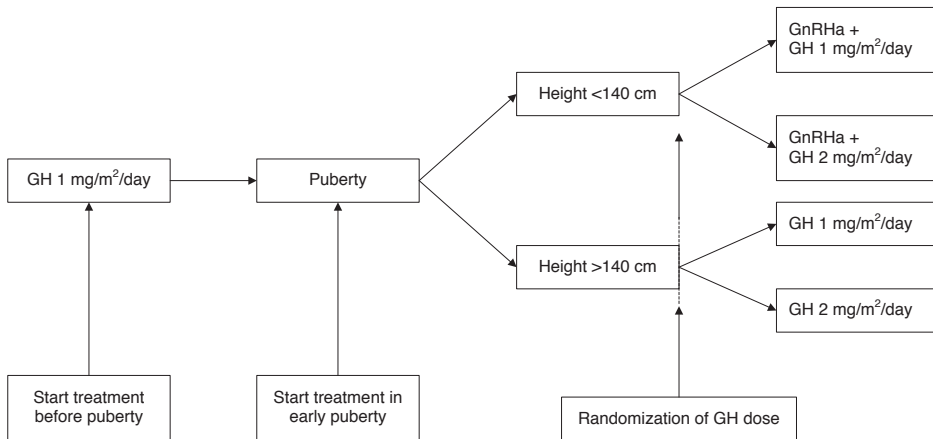 GH 1 mg/m²/day
Puberty
Height <140 cm
Height >140 cm
GnRHa +
GH 1 mg/m²/day
GnRHa +
GH 2 mg/m²/day
GH 1 mg/m²/day
GH 2 mg/m²/day
Start treatment
before puberty
Start treatment in
early puberty
Randomization of GH dose